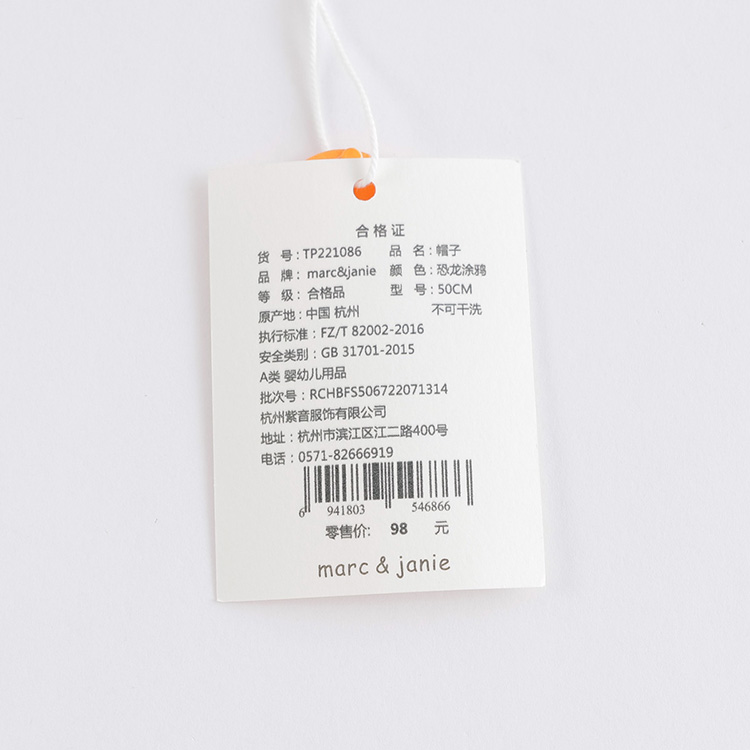 合格证
货 号：TP221086 品 名：帽子
品 牌： marc&janie 颜 色：恐龙涂鸦
等 级： 合格品 型 号：50CM
原产地：中国 杭州 不可干洗
执行标准：FZ/T 82002-2016
安全类别：GB 31701-2015
A类 婴幼儿用品
批次号：RCHBFS506722071314
杭州紫音服饰有限公司
地址：杭州市滨江区江二路400号
电话：0571-82666919
6 941803 546866
零售价: 98 元
marc & janie